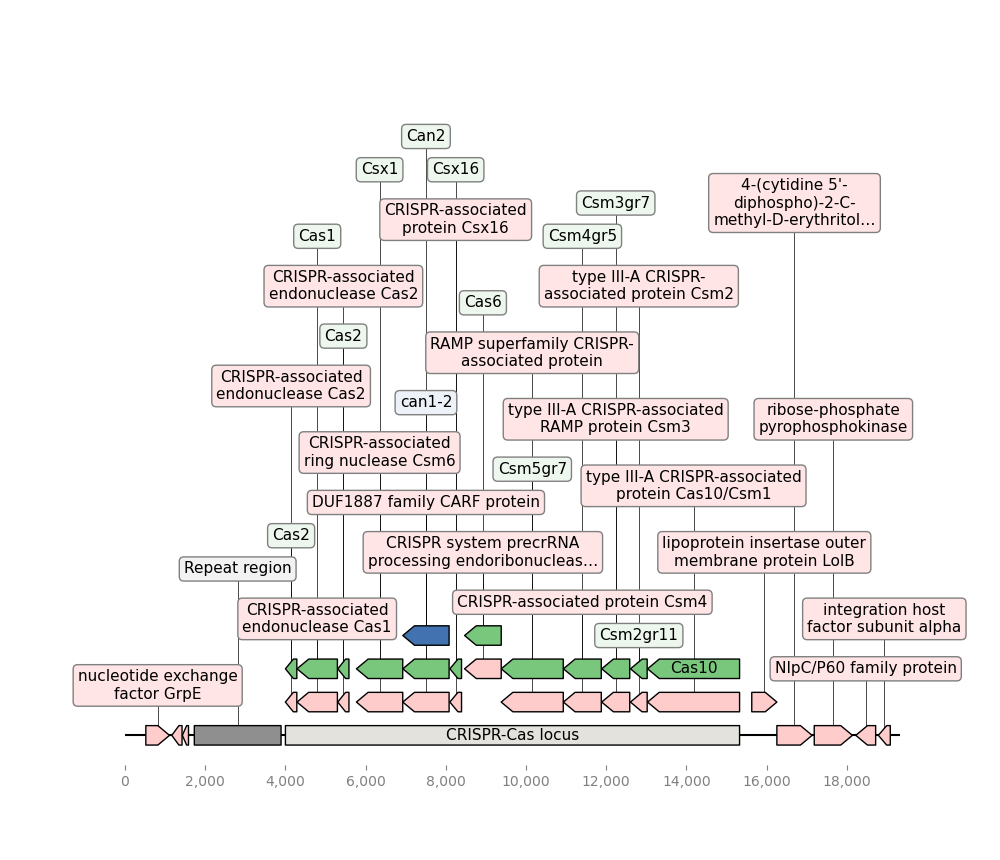 Can2
Csx1
Csx16
4-(cytidine 5'-
diphospho)-2-C-
methyl-D-erythritol...
Csm3gr7
CRISPR-associated
protein Csx16
Cas1
Csm4gr5
CRISPR-associated
endonuclease Cas2
type III-A CRISPR-
associated protein Csm2
Cas6
Cas2
RAMP superfamily CRISPR-
associated protein
CRISPR-associated
endonuclease Cas2
can1-2
type III-A CRISPR-associated
RAMP protein Csm3
ribose-phosphate
pyrophosphokinase
CRISPR-associated
ring nuclease Csm6
Csm5gr7
type III-A CRISPR-associated
protein Cas10/Csm1
DUF1887 family CARF protein
Cas2
CRISPR system precrRNA
processing endoribonucleas...
lipoprotein insertase outer
membrane protein LolB
Repeat region
CRISPR-associated protein Csm4
CRISPR-associated
endonuclease Cas1
integration host
factor subunit alpha
Csm2gr11
Cas10
NlpC/P60 family protein
nucleotide exchange
factor GrpE
CRISPR-Cas locus
0 2,000 4,000 6,000 8,000 10,000 12,000 14,000 16,000 18,000